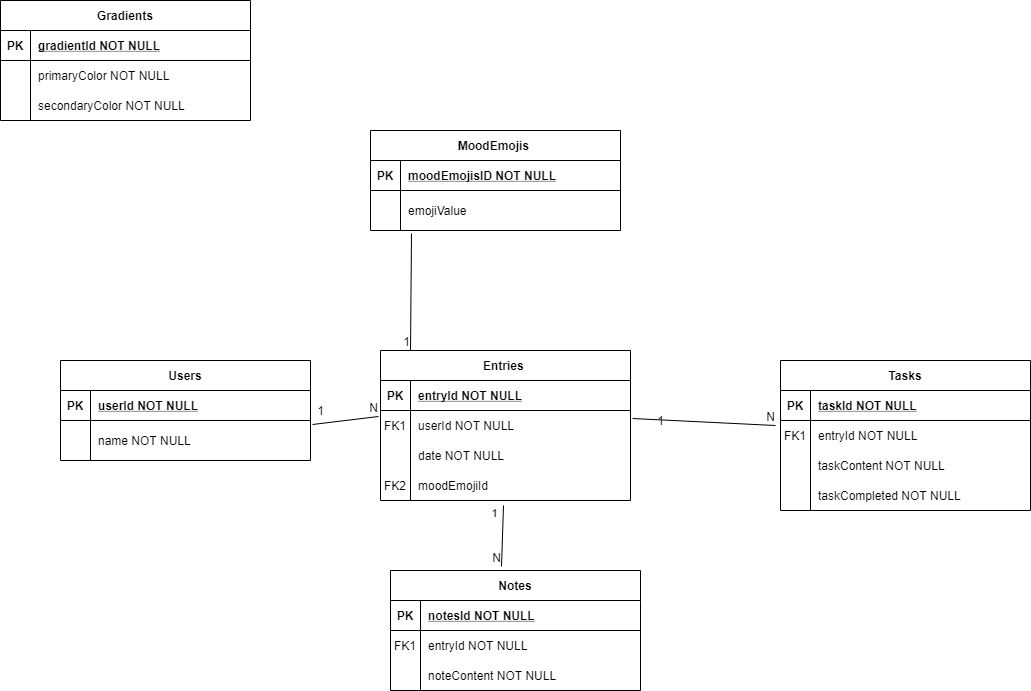 Gradients
PK gradientId NOT NULL
primaryColor NOT NULL
secondaryColor NOT NULL
MoodEmojis
PK moodEmojisID NOT NULL
emojiValue
1
Users
PK userId NOT NULL
name NOT NULL
1
N
Entries
PK entryId NOT NULL
FK1 userId NOT NULL
date NOT NULL
FK2 moodEmojiId
1
N
Tasks
PK taskId NOT NULL
FK1 entryId NOT NULL
taskContent NOT NULL
taskCompleted NOT NULL
1
N
Notes
PK notesId NOT NULL
FK1 entryId NOT NULL
noteContent NOT NULL